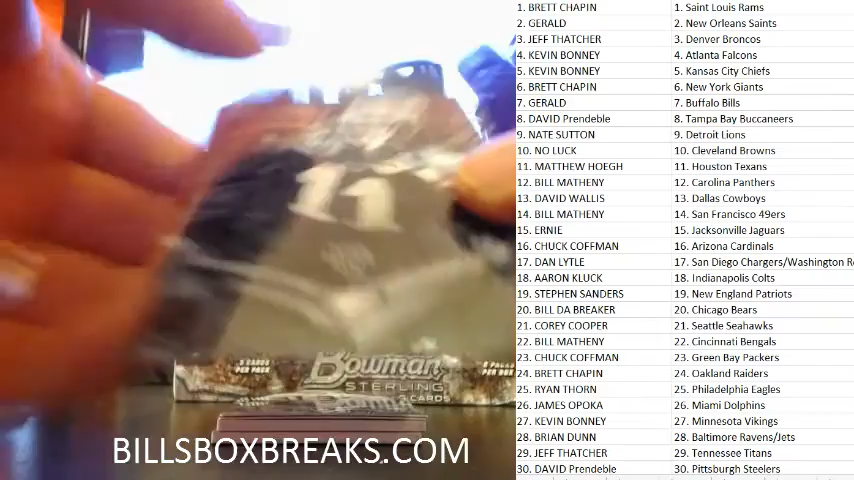 11
5 CARDS
PER PACK
Bowman
STERLING
CARDS
BILLSBOXBREAKS.COM
1. BRETT CHAPIN 1. Saint Louis Rams
2. GERALD 2. New Orleans Saints
3. JEFF THATCHER 3. Denver Broncos
4. KEVIN BONNEY 4. Atlanta Falcons
5. KEVIN BONNEY 5. Kansas City Chiefs
6. BRETT CHAPIN 6. New York Giants
7. GERALD 7. Buffalo Bills
8. DAVID Prendeble 8. Tampa Bay Buccaneers
9. NATE SUTTON 9. Detroit Lions
10. NO LUCK 10. Cleveland Browns
11. MATTHEW HOEGH 11. Houston Texans
12. BILL MATHENY 12. Carolina Panthers
13. DAVID WALLIS 13. Dallas Cowboys
14. BILL MATHENY 14. San Francisco 49ers
15. ERNIE 15. Jacksonville Jaguars
16. CHUCK COFFMAN 16. Arizona Cardinals
17. DAN LYTLE 17. San Diego Chargers/Washington R
18. AARON KLUCK 18. Indianapolis Colts
19. STEPHEN SANDERS 19. New England Patriots
20. BILL DA BREAKER 20. Chicago Bears
21. COREY COOPER 21. Seattle Seahawks
22. BILL MATHENY 22. Cincinnati Bengals
23. CHUCK COFFMAN 23. Green Bay Packers
24. BRETT CHAPIN 24. Oakland Raiders
25. RYAN THORN 25. Philadelphia Eagles
26. JAMES OPOKA 26. Miami Dolphins
27. KEVIN BONNEY 27. Minnesota Vikings
28. BRIAN DUNN 28. Baltimore Ravens/Jets
29. JEFF THATCHER 29. Tennessee Titans
30. DAVID Prendeble 30. Pittsburgh Steelers